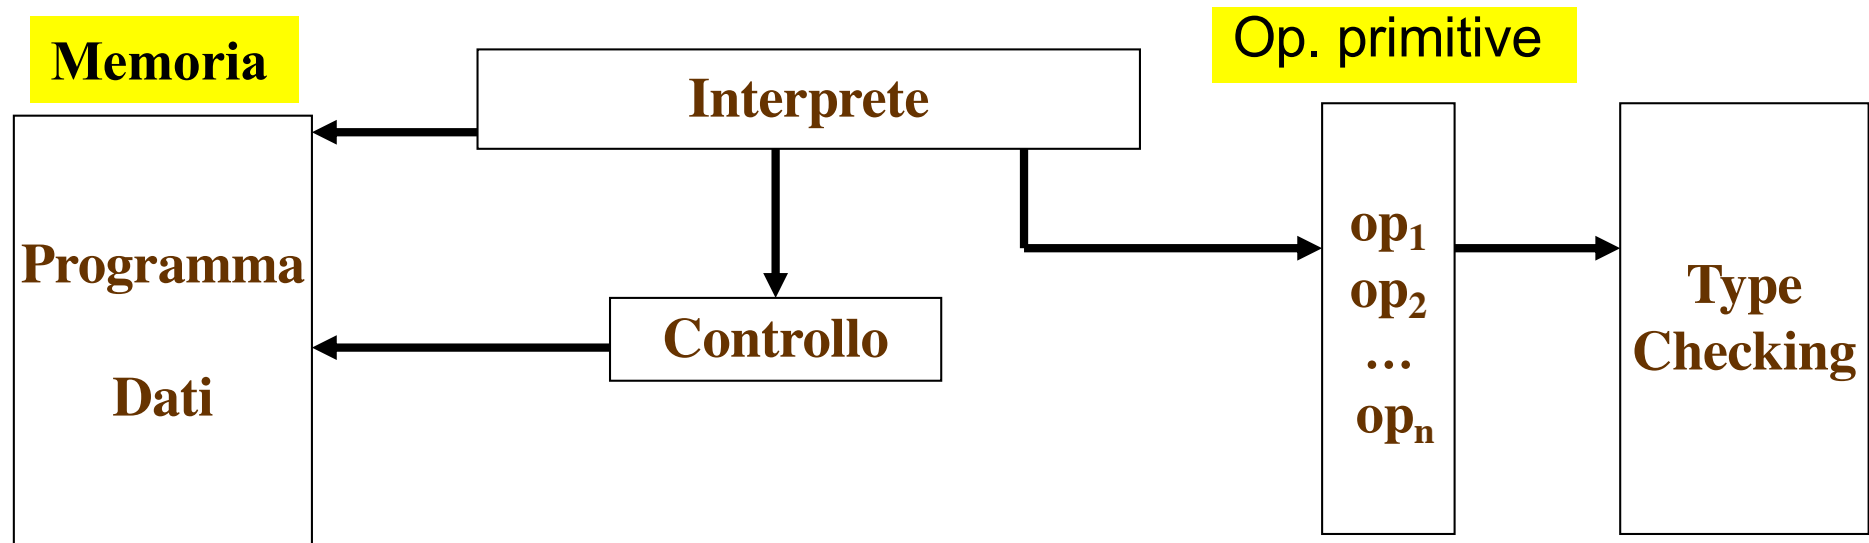 Memoria
Interprete
Op. primitive
Programma
Dati
Controllo
op₁
op₂
...
opₙ
Type
Checking